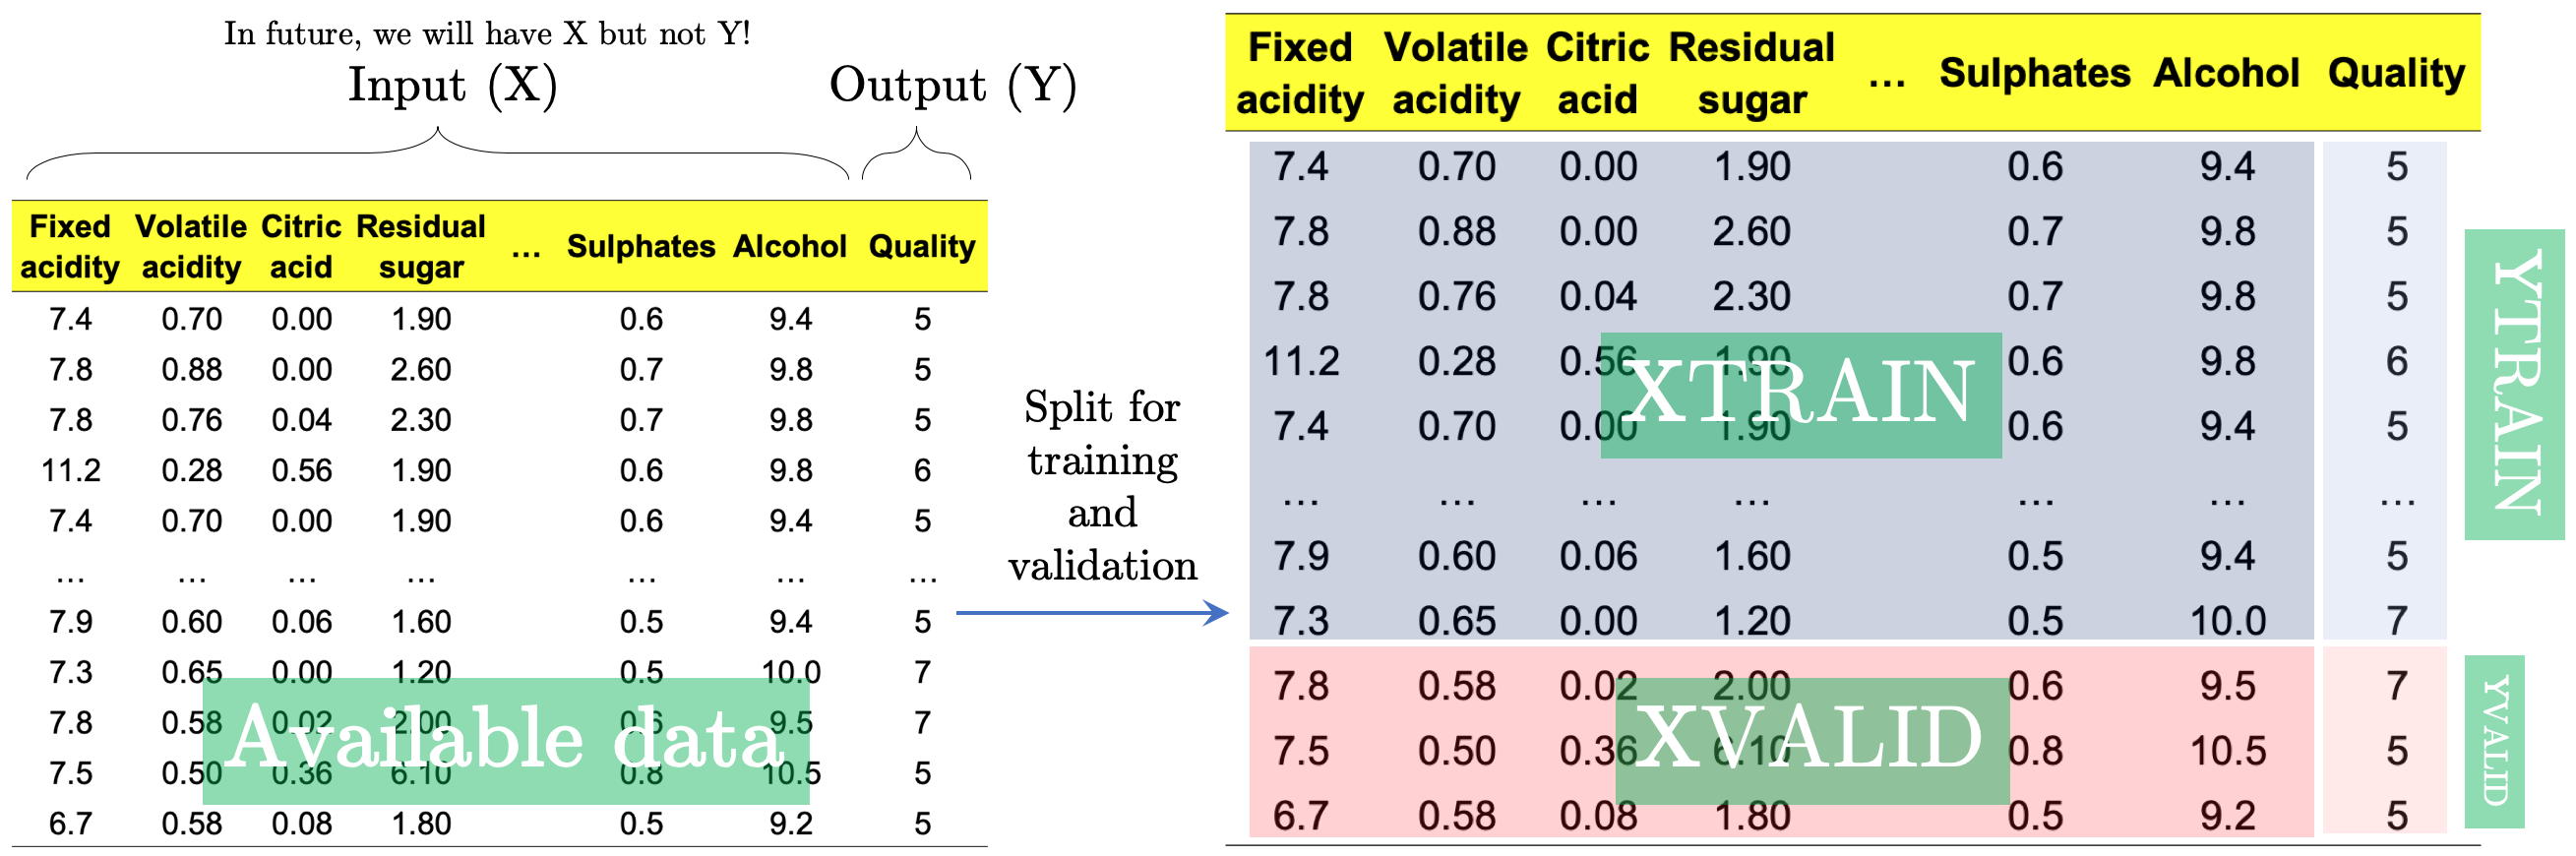 In future, we will have X but not Y!
Input (X) Output (Y)
Fixed acidity Volatile acidity Citric acid Residual sugar ... Sulphates Alcohol Quality
7.4 0.70 0.00 1.90 0.6 9.4 5
7.8 0.88 0.00 2.60 0.7 9.8 5
7.8 0.76 0.04 2.30 0.7 9.8 5
11.2 0.28 0.56 1.90 0.6 9.8 6
7.4 0.70 0.00 1.90 0.6 9.4 5
... ... ... ... ... ... ...
7.9 0.60 0.06 1.60 0.5 9.4 5
7.3 0.65 0.00 1.20 0.5 10.0 7
7.8 0.58 0.02 2.00 0.6 9.5 7
7.5 0.50 0.36 6.10 0.8 10.5 5
6.7 0.58 0.08 1.80 0.5 9.2 5
Available data
Split for
training
and
validation
Fixed acidity Volatile acidity Citric acid Residual sugar ... Sulphates Alcohol Quality
7.4 0.70 0.00 1.90 0.6 9.4 5
7.8 0.88 0.00 2.60 0.7 9.8 5
7.8 0.76 0.04 2.30 0.7 9.8 5
11.2 0.28 0.56 1.90 0.6 9.8 6
7.4 0.70 0.00 1.90 0.6 9.4 5
... ... ... ... ... ... ...
7.9 0.60 0.06 1.60 0.5 9.4 5
7.3 0.65 0.00 1.20 0.5 10.0 7
7.8 0.58 0.02 2.00 0.6 9.5 7
7.5 0.50 0.36 6.10 0.8 10.5 5
6.7 0.58 0.08 1.80 0.5 9.2 5
XTRAIN
XVALID
YTRAIN
YVALID